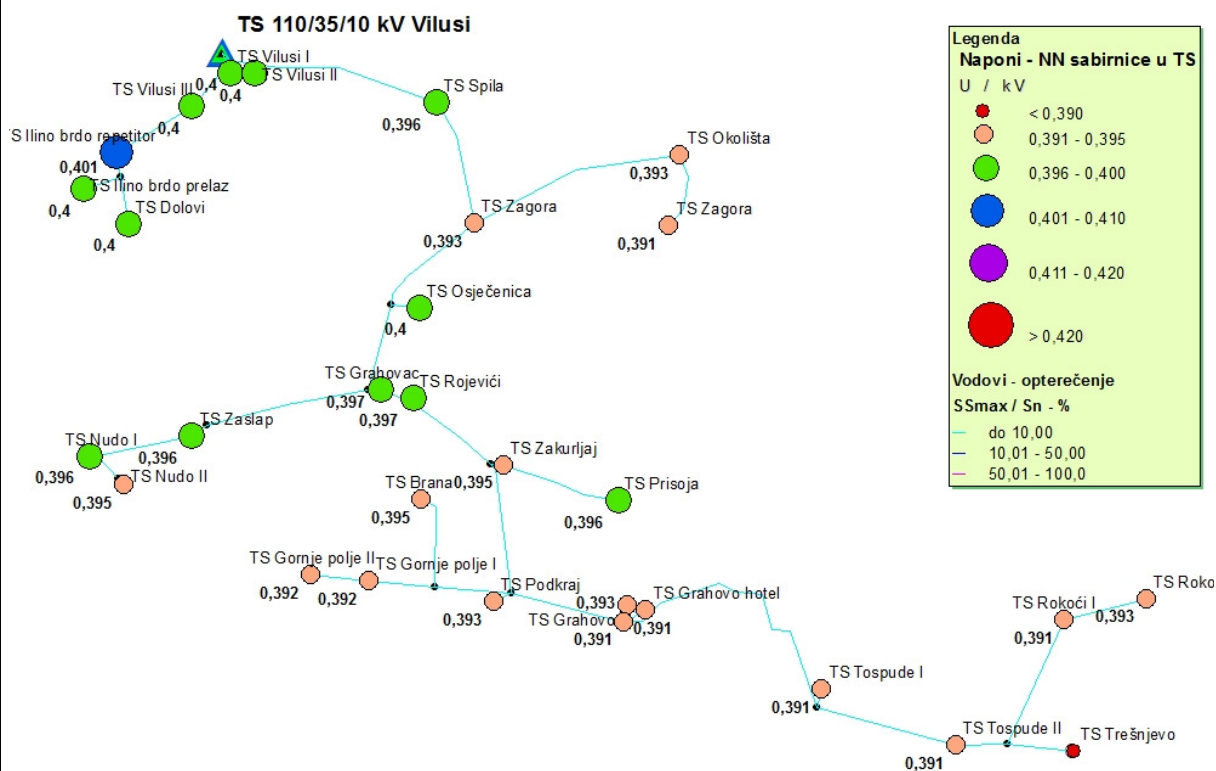 TS 110/35/10 kV Vilusi
TS Vilusi I
TS Vilusi II
0,4
0,4
TS Vilusi III
0,4
TS Spila
0,396
TS Ilino brdo repetitor
0,401
TS Ilino brdo prelaz
0,4
TS Dolovi
0,4
TS Okolišta
0,393
TS Zagora
0,393
TS Zagora
0,391
TS Osječenica
0,4
TS Grahovac
0,397
TS Rojevići
0,397
TS Zaslap
0,396
TS Nudo I
0,396
TS Nudo II
0,395
TS Zakurljaj
0,395
TS Brana
0,395
TS Prisoja
0,396
TS Gornje polje II
0,392
TS Gornje polje I
0,392
TS Podkraj
0,393
0,393
TS Grahovo hotel
TS Grahovo
0,391
0,391
TS Tospude I
0,391
TS Tospude II
0,391
TS Trešnjevo
TS Rokoći I
0,391
TS Roko
0,393
Legenda
Naponi - NN sabirnice u TS
U / kV
< 0,390
0,391 - 0,395
0,396 - 0,400
0,401 - 0,410
0,411 - 0,420
> 0,420
Vodovi - opterečenje
SSmax / Sn - %
do 10,00
10,01 - 50,00
50,01 - 100,0